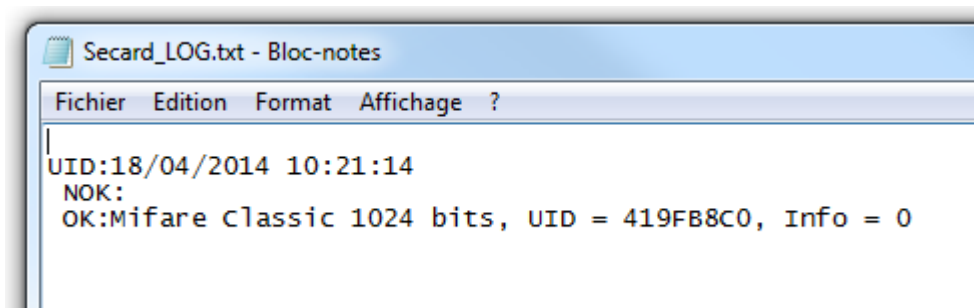 Secard_LOG.txt - Bloc-notes
Fichier Edition Format Affichage ?
UID:18/04/2014 10:21:14
NOK:
OK:Mifare Classic 1024 bits, UID = 419FB8C0, Info = 0